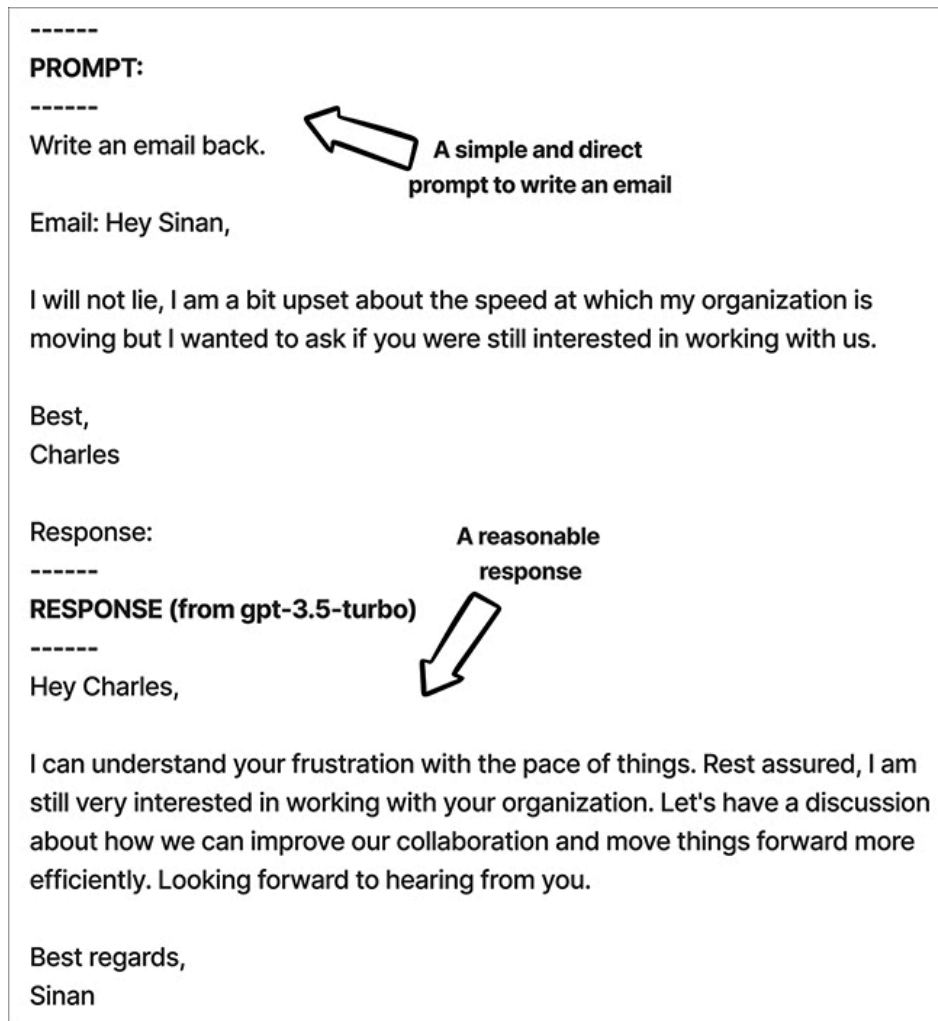 ------
PROMPT:
------
Write an email back.
A simple and direct
prompt to write an email
Email: Hey Sinan,
I will not lie, I am a bit upset about the speed at which my organization is
moving but I wanted to ask if you were still interested in working with us.
Best,
Charles
Response:
A reasonable
response
------
RESPONSE (from gpt-3.5-turbo)
------
Hey Charles,
I can understand your frustration with the pace of things. Rest assured, I am
still very interested in working with your organization. Let's have a discussion
about how we can improve our collaboration and move things forward more
efficiently. Looking forward to hearing from you.
Best regards,
Sinan